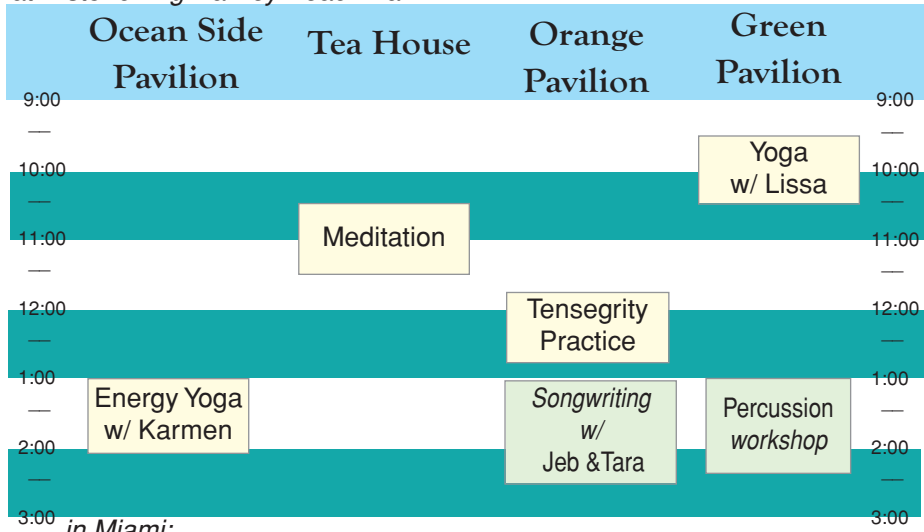 Ocean Side
Pavilion
Tea House
Orange
Pavilion
Green
Pavilion
9:00 9:00
— —
Yoga
w/ Lissa
10:00 10:00
— —
Meditation
11:00 11:00
— —
12:00 12:00
Tensegrity
Practice
— —
1:00 1:00
Energy Yoga
w/ Karmen
Songwriting
w/
Jeb &Tara
Percussion
workshop
— —
2:00 2:00
— —
3:00 3:00
in Miami: